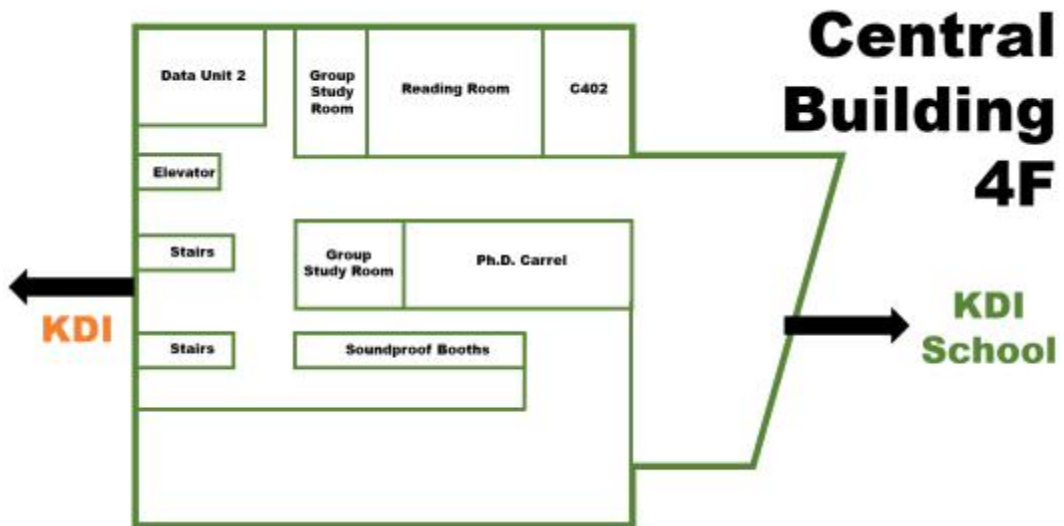 Central
Building
4F
Data Unit 2
Group
Study
Room
Reading Room
C402
Elevator
Stairs
Group
Study Room
Ph.D. Carrel
KDI
KDI
School
Stairs
Soundproof Booths